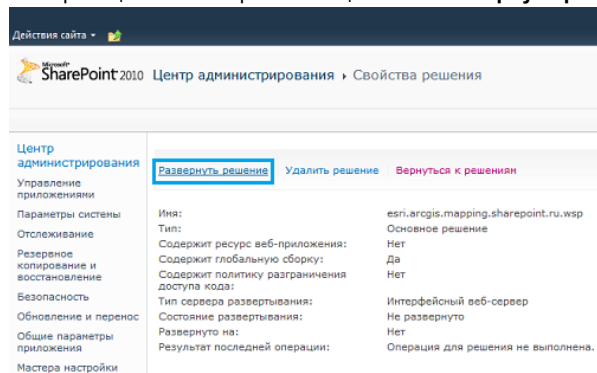 Действия сайта
Microsoft
SharePoint 2010 Центр администрирования ▸ Свойства решения
Центр
администрирования
Управление
приложениями
Параметры системы
Отслеживание
Резервное
копирование и
восстановление
Безопасность
Обновление и перенос
Общие параметры
приложения
Мастера настройки
Развернуть решение Удалить решение Вернуться к решениям
Имя: esri.arcgis.mapping.sharepoint.ru.wsp
Тип: Основное решение
Содержит ресурс веб-приложения: Нет
Содержит глобальную сборку: Да
Содержит политику разграничения Нет
доступа кода:
Тип сервера развертывания: Интерфейсный веб-сервер
Состояние развертывания: Не развернуто
Развернуто на: Нет
Результат последней операции: Операция для решения не выполнена.